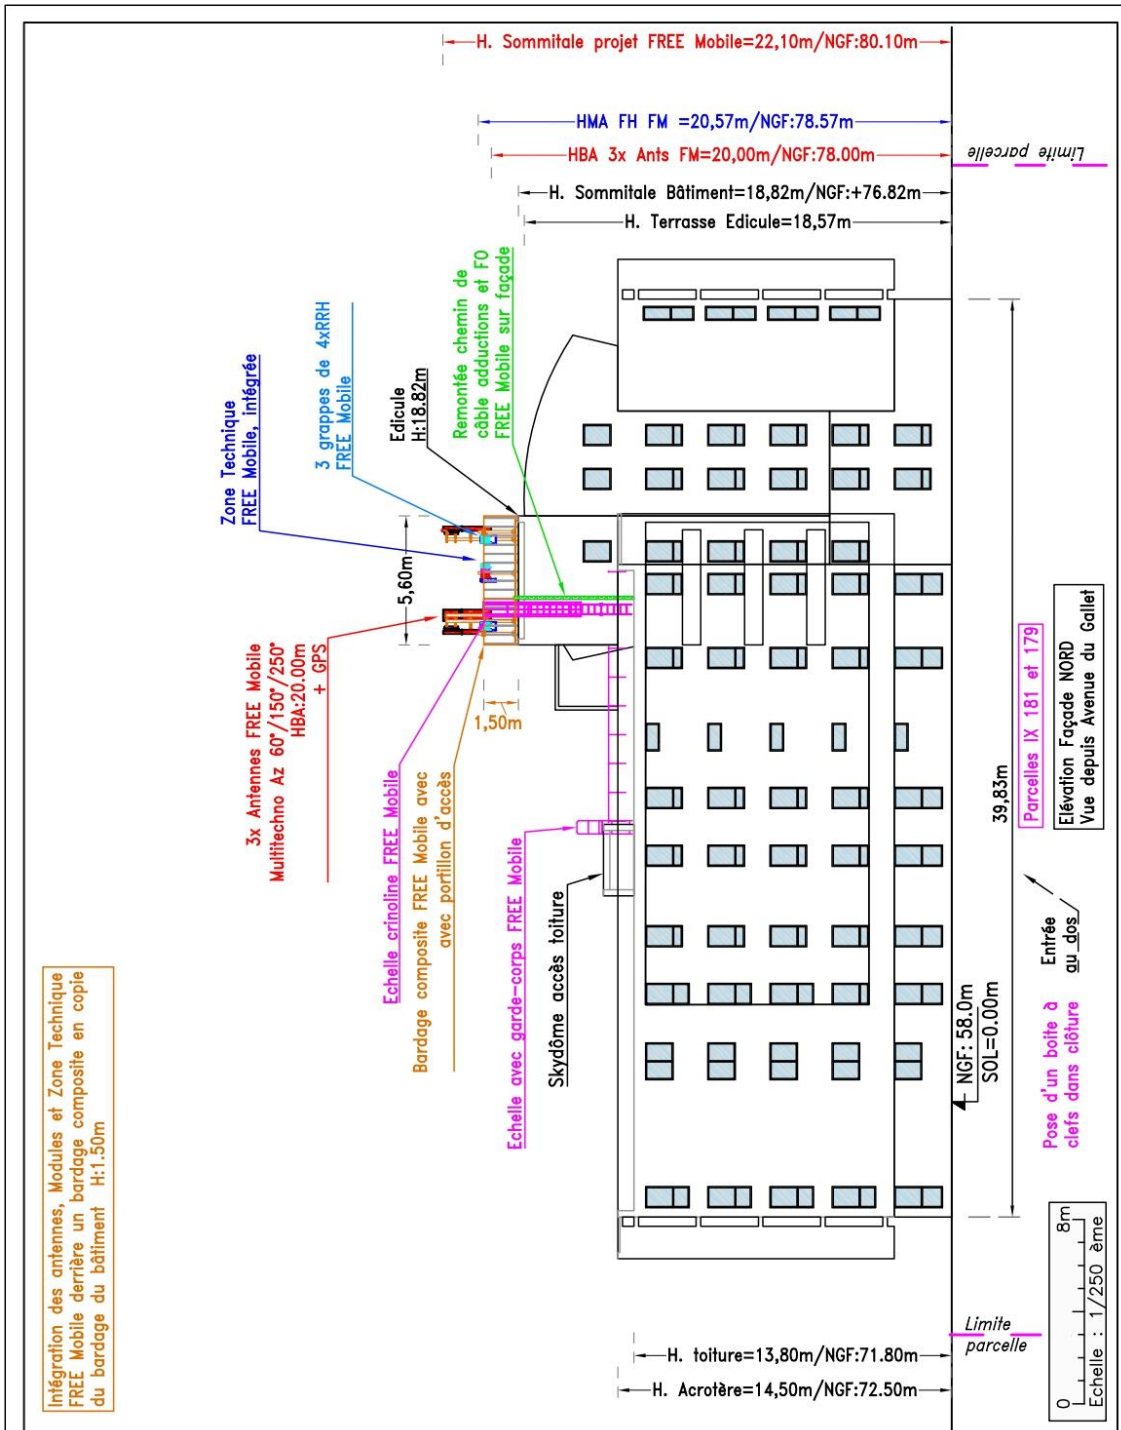 H. Sommitale projet FREE Mobile=22,10m/NGF:80.10m
HMA FH FM =20,57m/NGF:78.57m
HBA 3x Ants FM=20,00m/NGF:78.00m
H. Sommitale Bâtiment=18,82m/NGF:+76.82m
H. Terrasse Edicule=18,57m
Limite parcelle
Zone Technique
FREE Mobile, intégrée
3 grappes de 4xRRH
FREE Mobile
Edicule
H:18.82m
Remontée chemin de
câble adductions et FO
FREE Mobile sur façade
5,60m
1,50m
3x Antennes FREE Mobile
Multitechno Az 60°/150°/250°
HBA:20.00m
+ GPS
Echelle crinoline FREE Mobile
Bardage composite FREE Mobile avec
avec portillon d'accès
Echelle avec garde-corps FREE Mobile
Skydôme accès toiture
39,83m
Parcelles IX 181 et 179
Elévation Façade NORD
Vue depuis Avenue du Gallet
Entrée
au dos
NGF: 58.0m
SOL=0.00m
Pose d'un boite à
clefs dans clôture
Intégration des antennes, Modules et Zone Technique
FREE Mobile derrière un bardage composite en copie
du bardage du bâtiment H:1.50m
Limite
parcelle
H. toiture=13,80m/NGF:71.80m
H. Acrotère=14,50m/NGF:72.50m
0 8m
Echelle : 1/250 ème